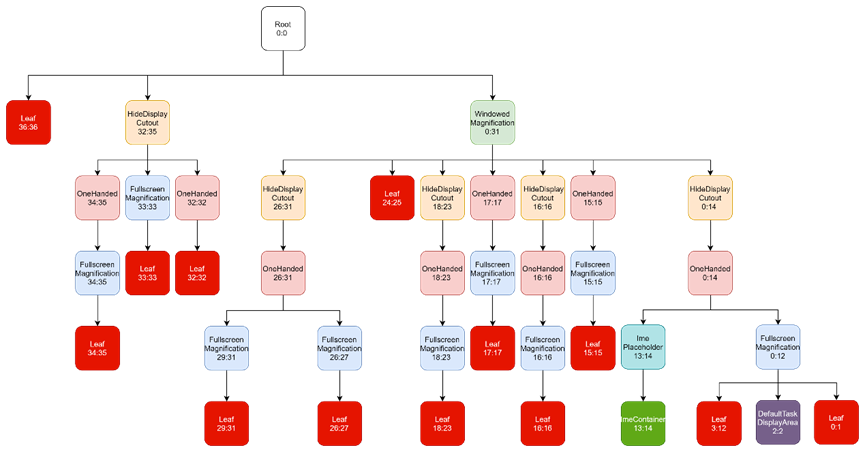 Root
0:0
Leaf
36:36
HideDisplay
Cutout
32:35
Windowed
Magnification
0:31
OneHanded
34:35
Fullscreen
Magnification
33:33
OneHanded
32:32
HideDisplay
Cutout
26:31
Leaf
24:25
HideDisplay
Cutout
18:23
OneHanded
17:17
HideDisplay
Cutout
16:16
OneHanded
15:15
HideDisplay
Cutout
0:14
Fullscreen
Magnification
34:35
Leaf
33:33
Leaf
32:32
OneHanded
26:31
OneHanded
18:23
Fullscreen
Magnification
17:17
OneHanded
16:16
Fullscreen
Magnification
15:15
OneHanded
0:14
Leaf
34:35
Fullscreen
Magnification
29:31
Fullscreen
Magnification
26:27
Fullscreen
Magnification
18:23
Leaf
17:17
Fullscreen
Magnification
16:16
Leaf
15:15
Ime
Placeholder
13:14
Fullscreen
Magnification
0:12
Leaf
29:31
Leaf
26:27
Leaf
18:23
Leaf
16:16
ImeContainer
13:14
Leaf
3:12
DefaultTask
DisplayArea
2:2
Leaf
0:1